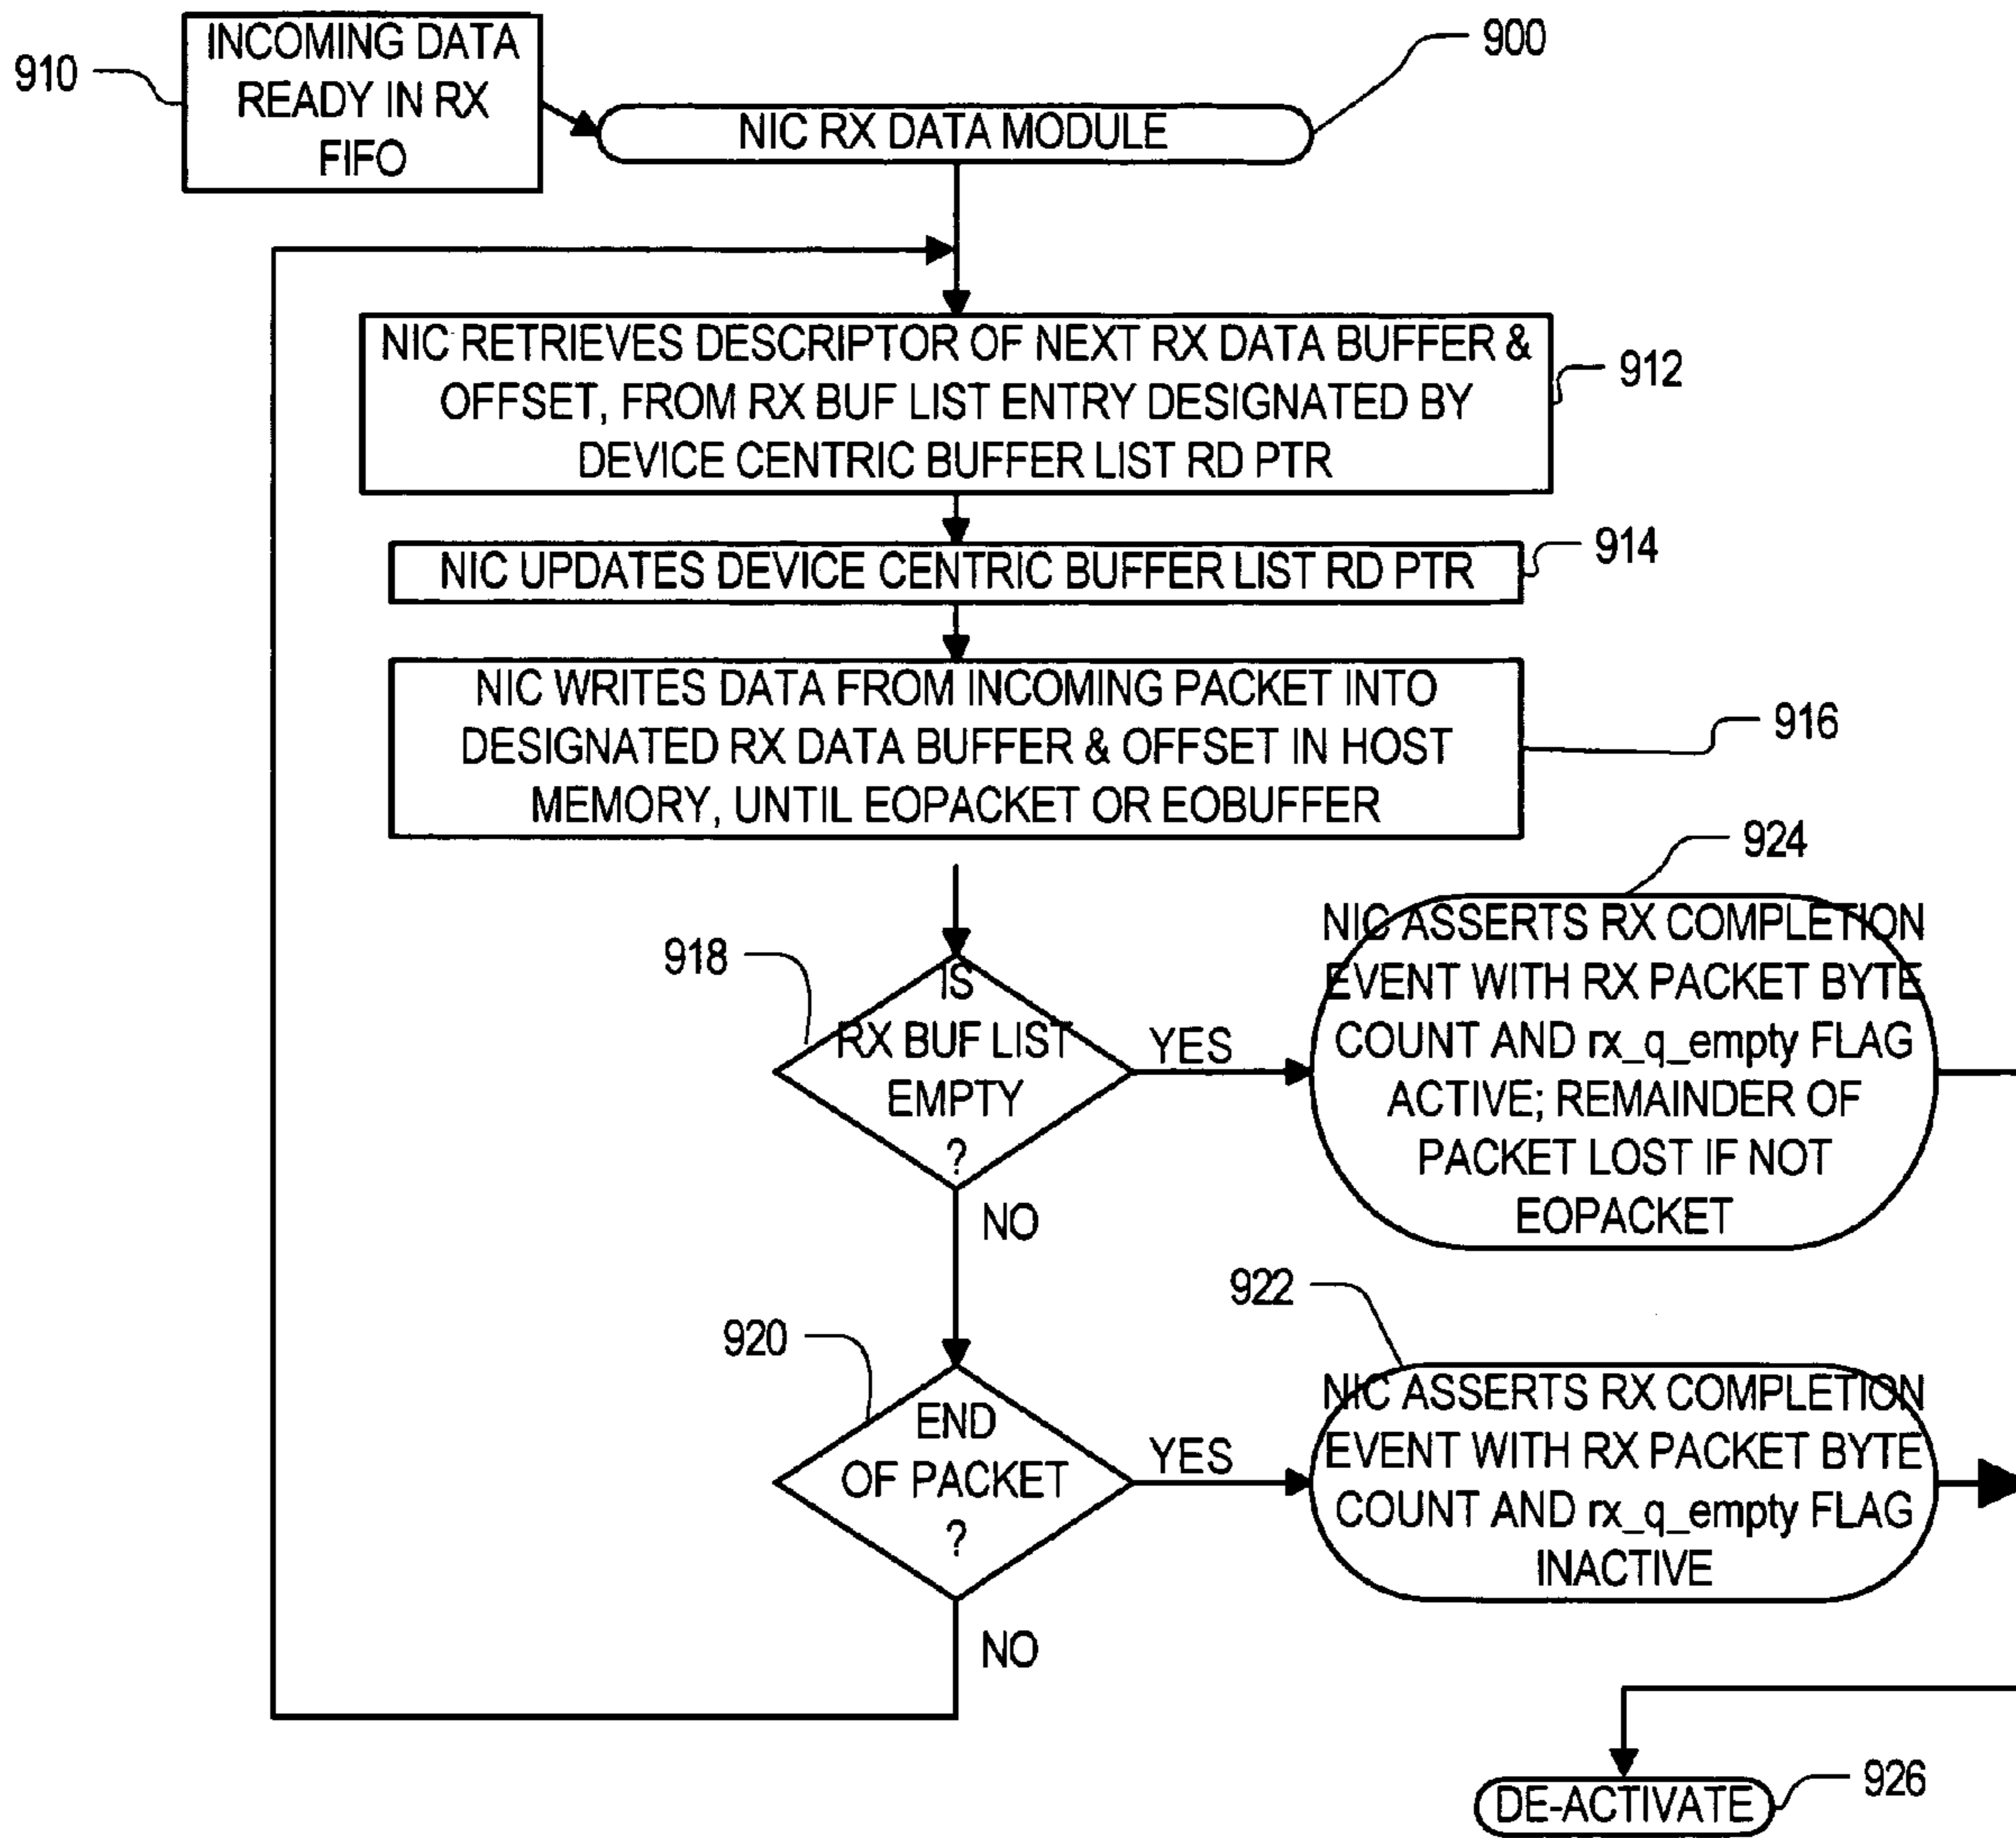 910
INCOMING DATA
READY IN RX
FIFO
900
NIC RX DATA MODULE
NIC RETRIEVES DESCRIPTOR OF NEXT RX DATA BUFFER &
OFFSET, FROM RX BUF LIST ENTRY DESIGNATED BY
DEVICE CENTRIC BUFFER LIST RD PTR
912
NIC UPDATES DEVICE CENTRIC BUFFER LIST RD PTR
914
NIC WRITES DATA FROM INCOMING PACKET INTO
DESIGNATED RX DATA BUFFER & OFFSET IN HOST
MEMORY, UNTIL EOPACKET OR EOBUFFER
916
918
IS
RX BUF LIST
EMPTY
?
YES
NO
924
NIC ASSERTS RX COMPLETION
EVENT WITH RX PACKET BYTE
COUNT AND rx_q_empty FLAG
ACTIVE; REMAINDER OF
PACKET LOST IF NOT
EOPACKET
920
END
OF PACKET
?
YES
NO
922
NIC ASSERTS RX COMPLETION
EVENT WITH RX PACKET BYTE
COUNT AND rx_q_empty FLAG
INACTIVE
DE-ACTIVATE
926